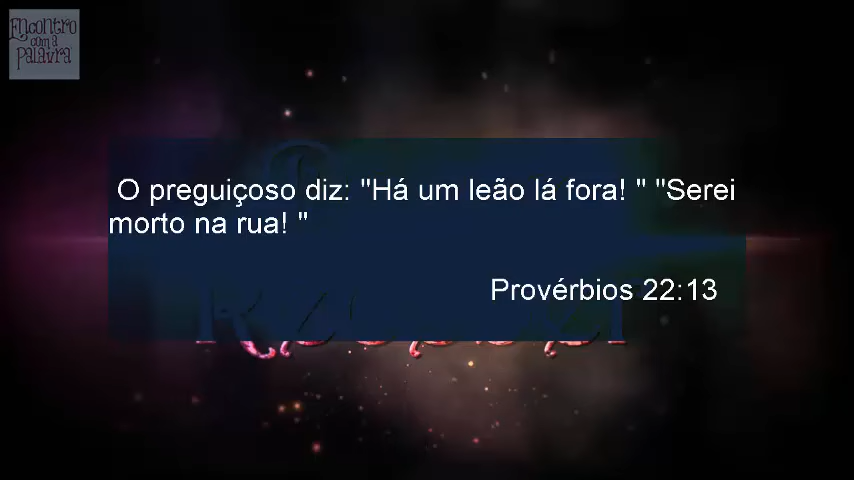 Encontro
com a
Palavra
O preguiçoso diz: "Há um leão lá fora! " "Serei
morto na rua! "
Provérbios 22:13